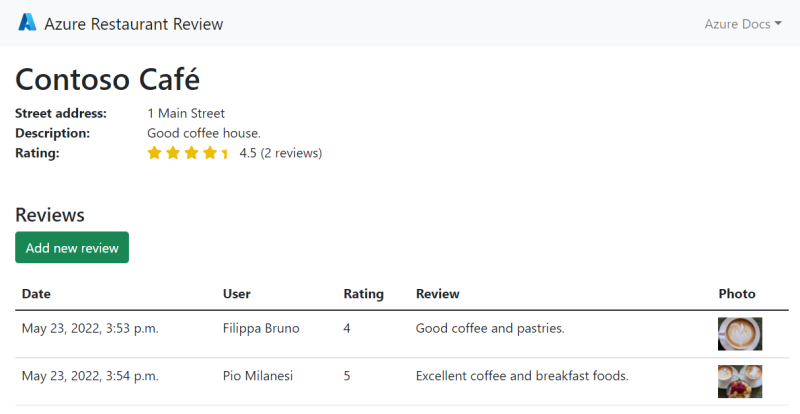 Azure Restaurant Review
Azure Docs
Contoso Café
Street address: 1 Main Street
Description: Good coffee house.
Rating: 4.5 (2 reviews)
Reviews
Add new review
Date User Rating Review Photo
May 23, 2022, 3:53 p.m. Filippa Bruno 4 Good coffee and pastries.
May 23, 2022, 3:54 p.m. Pio Milanesi 5 Excellent coffee and breakfast foods.